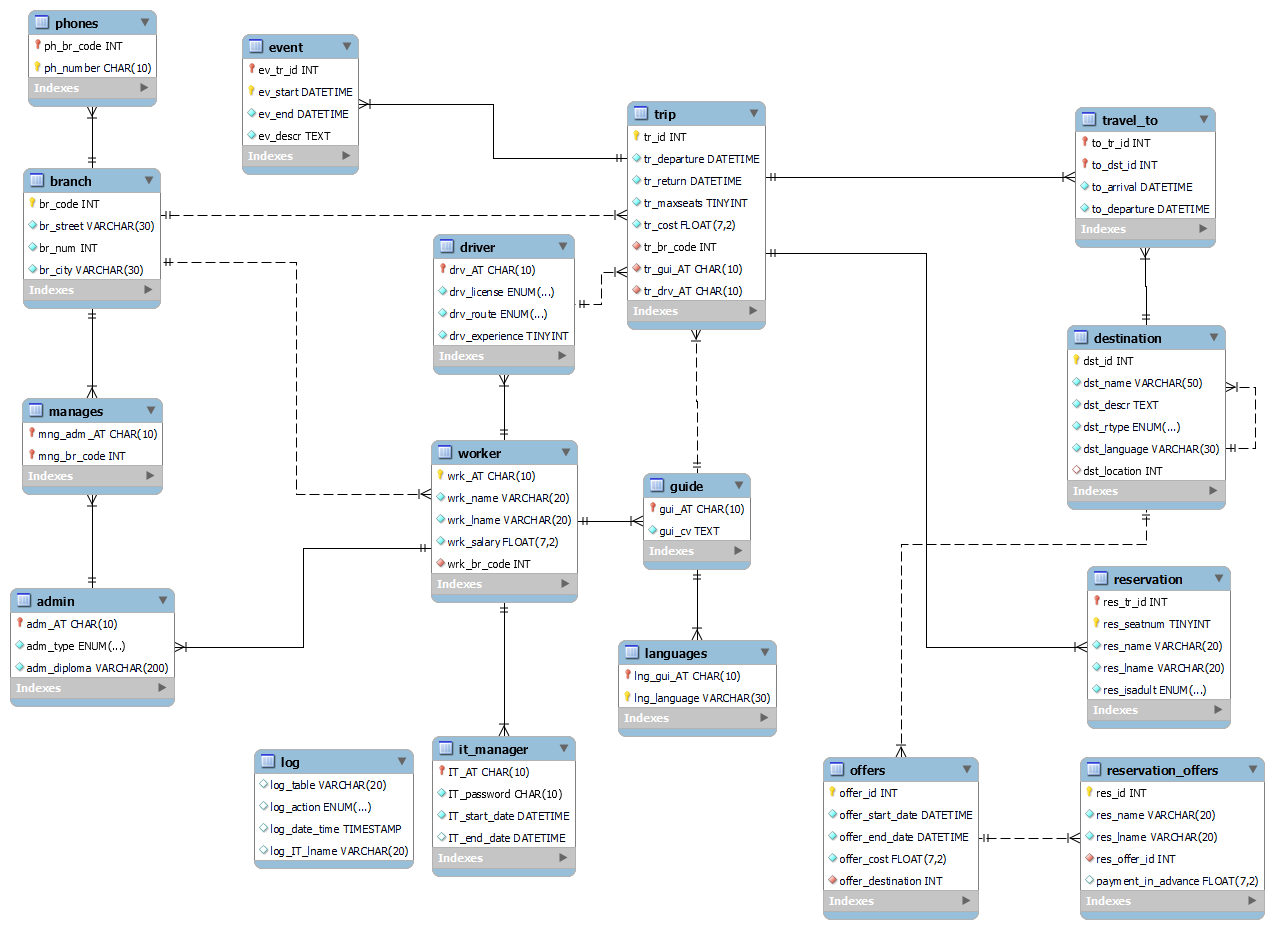 phones
ph_br_code INT
ph_number CHAR(10)
Indexes
event
ev_tr_id INT
ev_start DATETIME
ev_end DATETIME
ev_descr TEXT
Indexes
trip
tr_id INT
tr_departure DATETIME
tr_return DATETIME
tr_maxseats TINYINT
tr_cost FLOAT(7,2)
tr_br_code INT
tr_gui_AT CHAR(10)
tr_drv_AT CHAR(10)
Indexes
travel_to
to_tr_id INT
to_dst_id INT
to_arrival DATETIME
to_departure DATETIME
Indexes
branch
br_code INT
br_street VARCHAR(30)
br_num INT
br_city VARCHAR(30)
Indexes
driver
drv_AT CHAR(10)
drv_license ENUM(...)
drv_route ENUM(...)
drv_experience TINYINT
Indexes
destination
dst_id INT
dst_name VARCHAR(50)
dst_descr TEXT
dst_rtype ENUM(...)
dst_language VARCHAR(30)
dst_location INT
Indexes
manages
mng_adm_AT CHAR(10)
mng_br_code INT
Indexes
worker
wrk_AT CHAR(10)
wrk_name VARCHAR(20)
wrk_lname VARCHAR(20)
wrk_salary FLOAT(7,2)
wrk_br_code INT
Indexes
guide
gui_AT CHAR(10)
gui_cv TEXT
Indexes
reservation
res_tr_id INT
res_seatnum TINYINT
res_name VARCHAR(20)
res_lname VARCHAR(20)
res_isadult ENUM(...)
Indexes
admin
adm_AT CHAR(10)
adm_type ENUM(...)
adm_diploma VARCHAR(200)
Indexes
languages
lng_gui_AT CHAR(10)
lng_language VARCHAR(30)
Indexes
log
log_table VARCHAR(20)
log_action ENUM(...)
log_date_time TIMESTAMP
log_IT_lname VARCHAR(20)
it_manager
IT_AT CHAR(10)
IT_password CHAR(10)
IT_start_date DATETIME
IT_end_date DATETIME
Indexes
offers
offer_id INT
offer_start_date DATETIME
offer_end_date DATETIME
offer_cost FLOAT(7,2)
offer_destination INT
Indexes
reservation_offers
res_id INT
res_name VARCHAR(20)
res_lname VARCHAR(20)
res_offer_id INT
payment_in_advance FLOAT(7,2)
Indexes